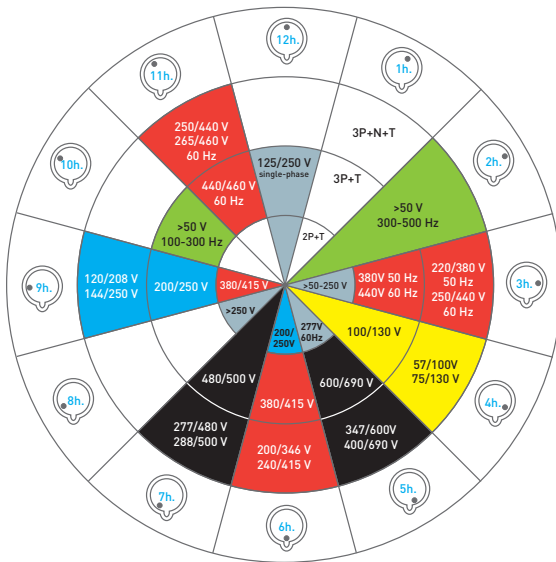 12h.
1h.
2h.
3h.
4h.
5h.
6h.
7h.
8h.
9h.
10h.
11h.
125/250 V
single-phase
3P+N+T
3P+T
2P+T
>50 V
300-500 Hz
>50-250 V
380V 50 Hz
440V 60 Hz
220/380 V
50 Hz
250/440 V
60 Hz
100/130 V
57/100V
75/130 V
277V
60Hz
600/690 V
347/600V
400/690 V
200/
250V
380/415 V
200/346 V
240/415 V
480/500 V
277/480 V
288/500 V
>250 V
380/415 V
200/250 V
120/208 V
144/250 V
>50 V
100-300 Hz
440/460 V
60 Hz
250/440 V
265/460 V
60 Hz